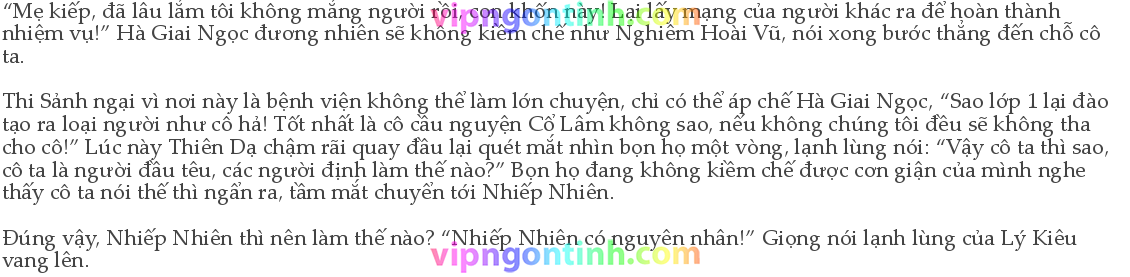 “Mẹ kiếp, đã lâu lắm tôi không mắng người rồi, con khốn này! bại lấy mạng của người khác ra để hoàn thành
nhiệm vụ!” Hà Giai Ngọc đương nhiên sẽ không kiềm chế như Nghiêm Hoài Vũ, nói xong bước thẳng đến chỗ cô
ta.
Thi Sảnh ngại vì nơi này là bệnh viện không thể làm lớn chuyện, chỉ có thể áp chế Hà Giai Ngọc, “Sao lớp 1 lại đào
tạo ra loại người như cô hả! Tốt nhất là cô cầu nguyện Cổ Lâm không sao, nếu không chúng tôi đều sẽ không tha
cho cô!” Lúc này Thiên Dạ chậm rãi quay đầu lại quét mắt nhìn bọn họ một vòng, lạnh lùng nói: “Vậy cô ta thì sao,
cô ta là người đầu têu, các người định làm thế nào?” Bọn họ đang không kiềm chế được cơn giận của mình nghe
thấy cô ta nói thế thì ngẩn ra, tầm mắt chuyển tới Nhiếp Nhiên.
Đúng vậy, Nhiếp Nhiên thì nên làm thế nào? “Nhiếp Nhiên có nguyên nhân!” Giọng nói lạnh lùng của Lý Kiêu
vang lên.
vipngontinh.com
vipngontinh.com